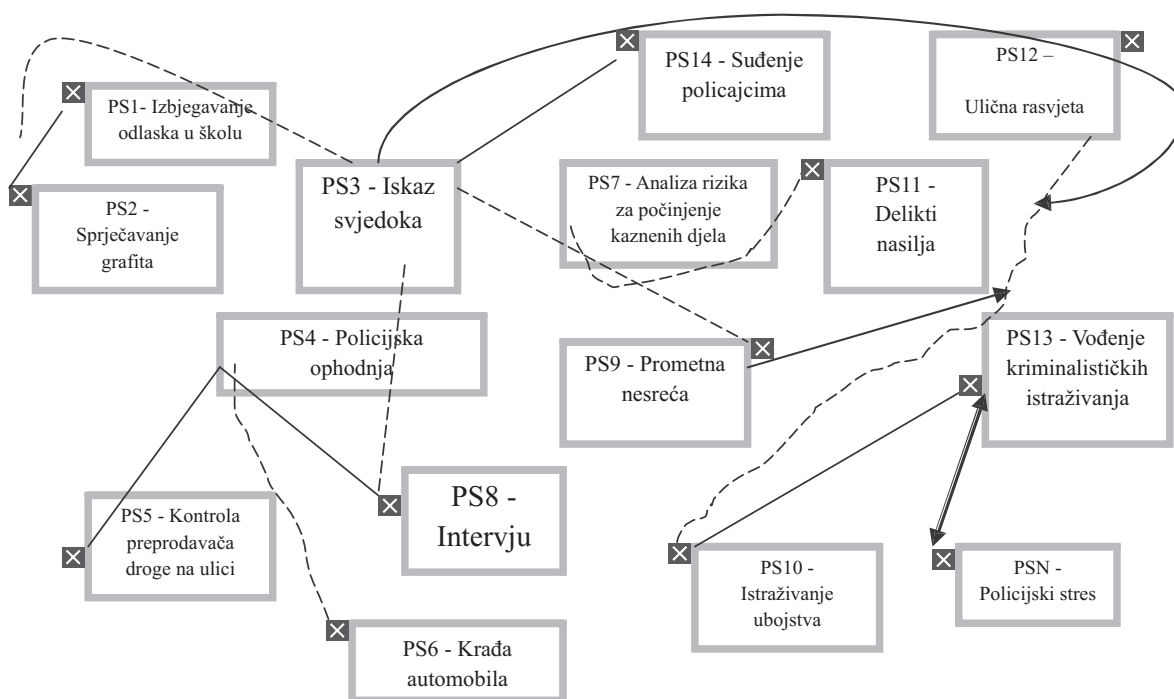 PS14 - Suđenje
policajcima
PS12 –
Ulična rasvjeta
PS1- Izbjegavanje
odlaska u školu
PS3 - Iskaz
svjedoka
PS7 - Analiza rizika
za počinjenje
kaznenih djela
PS11 -
Delikti
nasilja
PS2 -
Sprječavanje
grafita
PS4 - Policijska
ophodnja
PS9 - Prometna
nesreća
PS13 - Vođenje
kriminalističkih
istraživanja
PS8 -
Intervju
PS5 - Kontrola
preprodavača
droge na ulici
PS10 -
Istraživanje
ubojstva
PSN -
Policijski stres
PS6 - Krađa
automobila